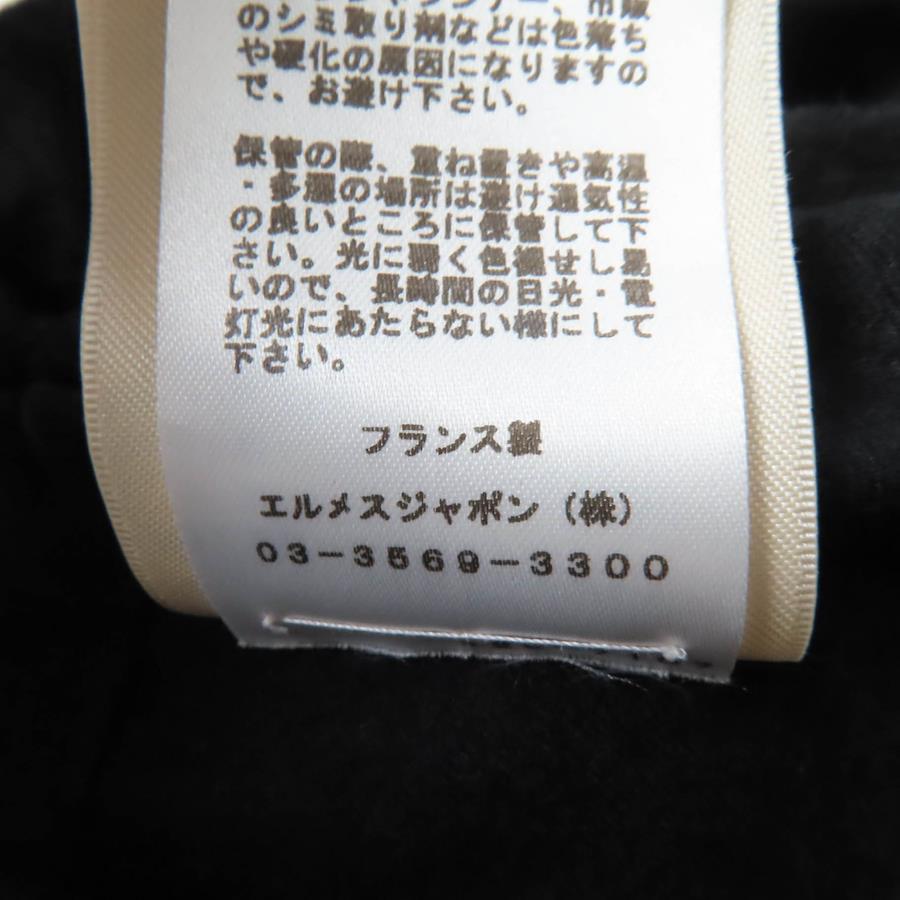 のシミ取り剤などは色落ち
や硬化の原因になりますの
で、お避け下さい。
保管の際、重ね置きや高温
・多湿の場所は避け通気性
の良いところに保管して下
さい。光に弱く色褪せし易
いので、長時間の日光・電
灯光にあたらない様にして
下さい。
フランス製
エルメスジャポン（株）
03-3569-3300